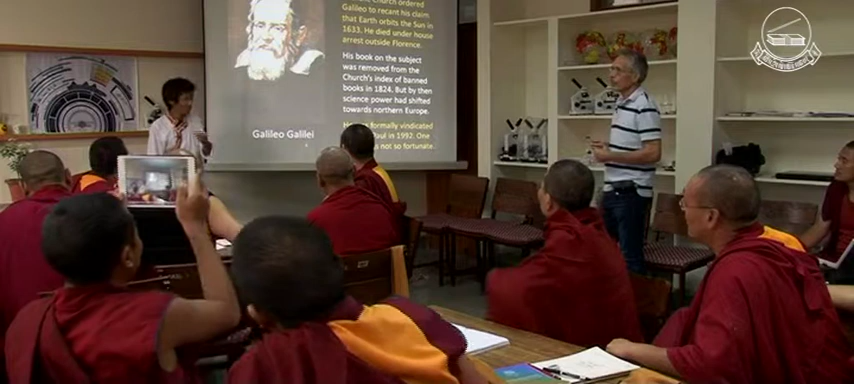 Church ordered
Galileo to recant his claim
that Earth orbits the Sun in
1633. He died under house
arrest outside Florence.
His book on the subject
was removed from the
Church's index of banned
books in 1824. But by then
science power had shifted
towards northern Europe.
formally vindicated
Paul in 1992. One
is not so fortunate
Galileo Galilei